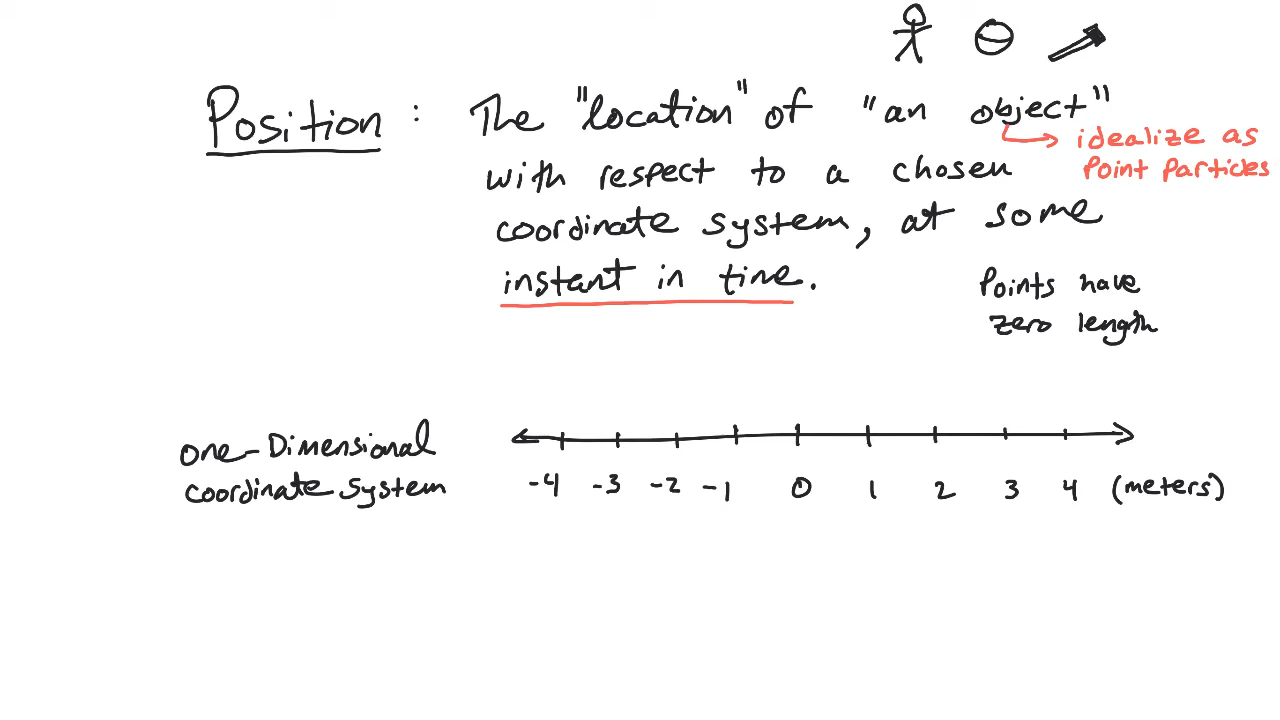 Position : The "location" of "an object"
idealize as
Point Particles
with respect to a chosen
coordinate system, at some
instant in time.
Points have
zero length
one-Dimensional
coordinate system
-4 -3 -2 -1 0 1 2 3 4 (meters)